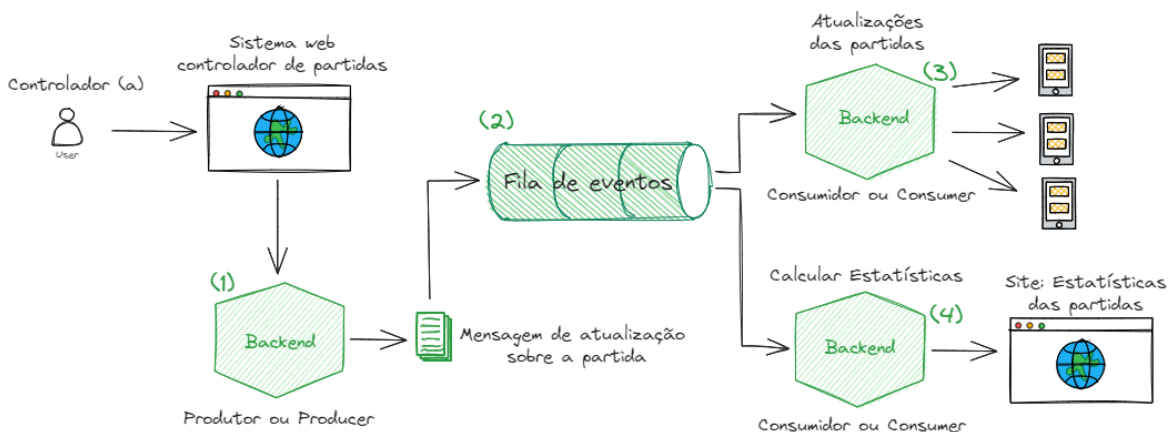 Controlador (a)
User
Sistema web
controlador de partidas
(1)
Backend
Produtor ou Producer
Mensagem de atualização
sobre a partida
(2)
Fila de eventos
Atualizações
das partidas
(3)
Backend
Consumidor ou Consumer
Calcular Estatísticas
(4)
Backend
Consumidor ou Consumer
Site: Estatísticas
das partidas